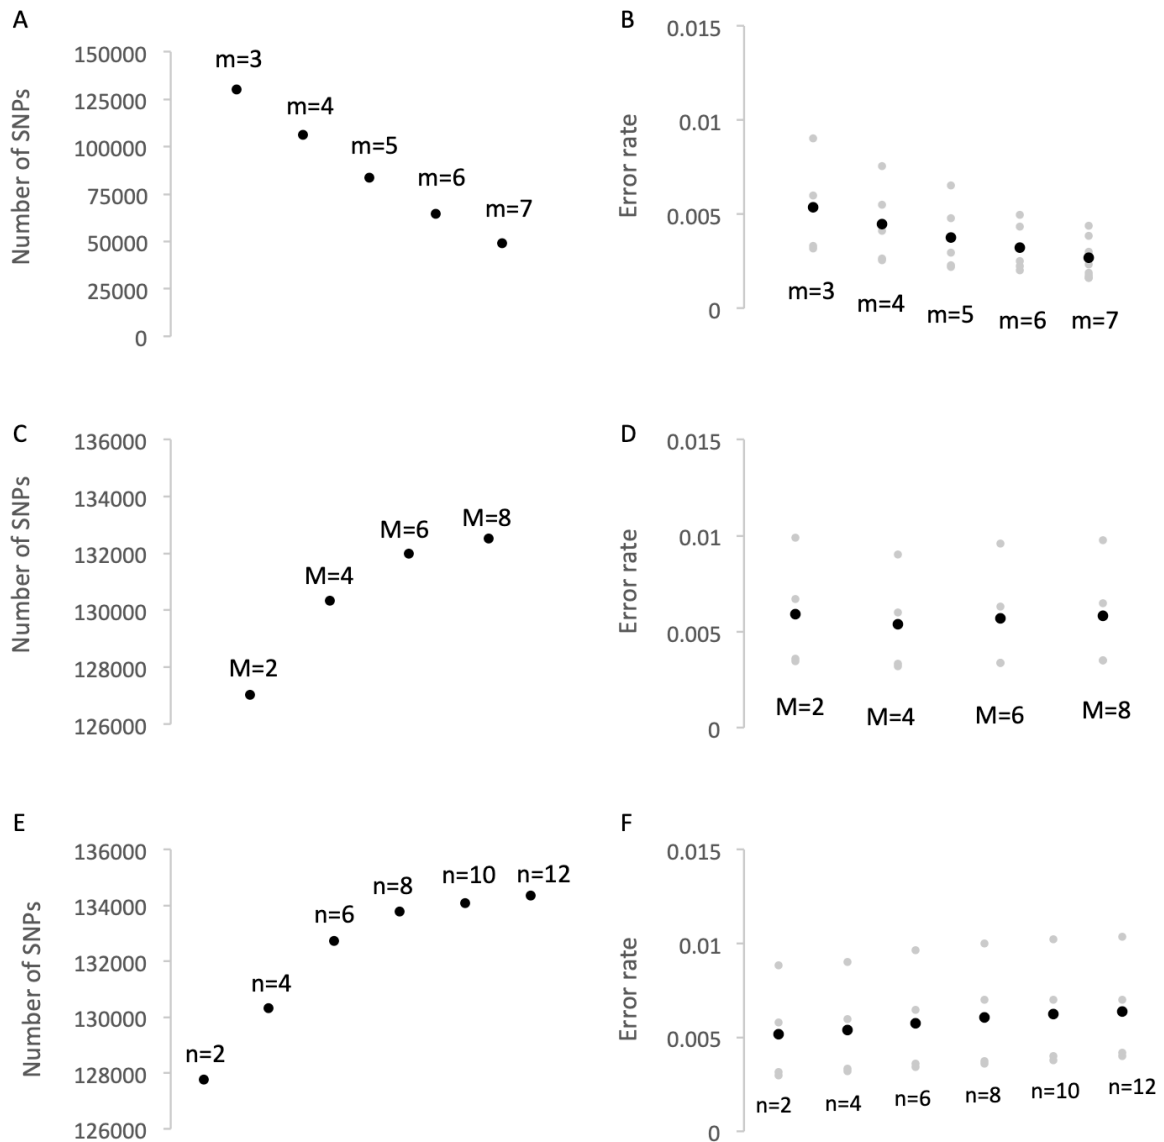 A
Number of SNPs
150000
125000
100000
75000
50000
25000
0
m=3
m=4
m=5
m=6
m=7
B
Error rate
0.015
0.01
0.005
0
m=3
m=4
m=5
m=6
m=7
C
Number of SNPs
136000
134000
132000
130000
128000
126000
M=2
M=4
M=6
M=8
D
Error rate
0.015
0.01
0.005
0
M=2
M=4
M=6
M=8
E
Number of SNPs
136000
134000
132000
130000
128000
126000
n=2
n=4
n=6
n=8
n=10
n=12
F
Error rate
0.015
0.01
0.005
0
n=2
n=4
n=6
n=8
n=10
n=12